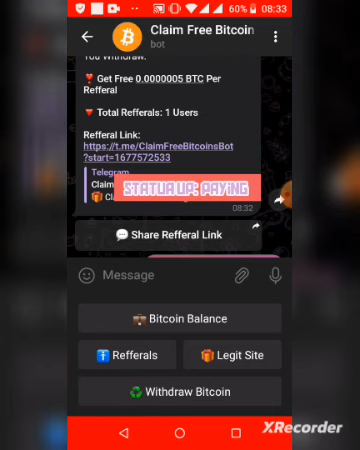 60% 08:33
Claim Free Bitcoin
bot
You Withdraw.
Get Free 0.0000005 BTC Per
Refferal
Total Refferals: 1 Users
Refferal Link:
https://t.me/ClaimFreeBitcoinsBot
?start=1677572533
Telegram
Claim
STATUA UP: PAYING
08:32
Share Refferal Link
Message
Bitcoin Balance
Refferals
Legit Site
Withdraw Bitcoin
XRecorder